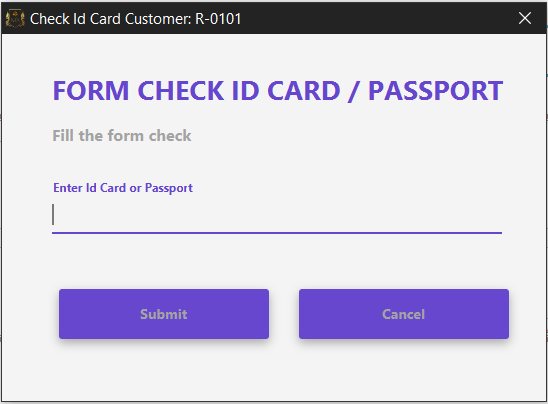 Check Id Card Customer: R-0101
FORM CHECK ID CARD / PASSPORT
Fill the form check
Enter Id Card or Passport
Submit
Cancel